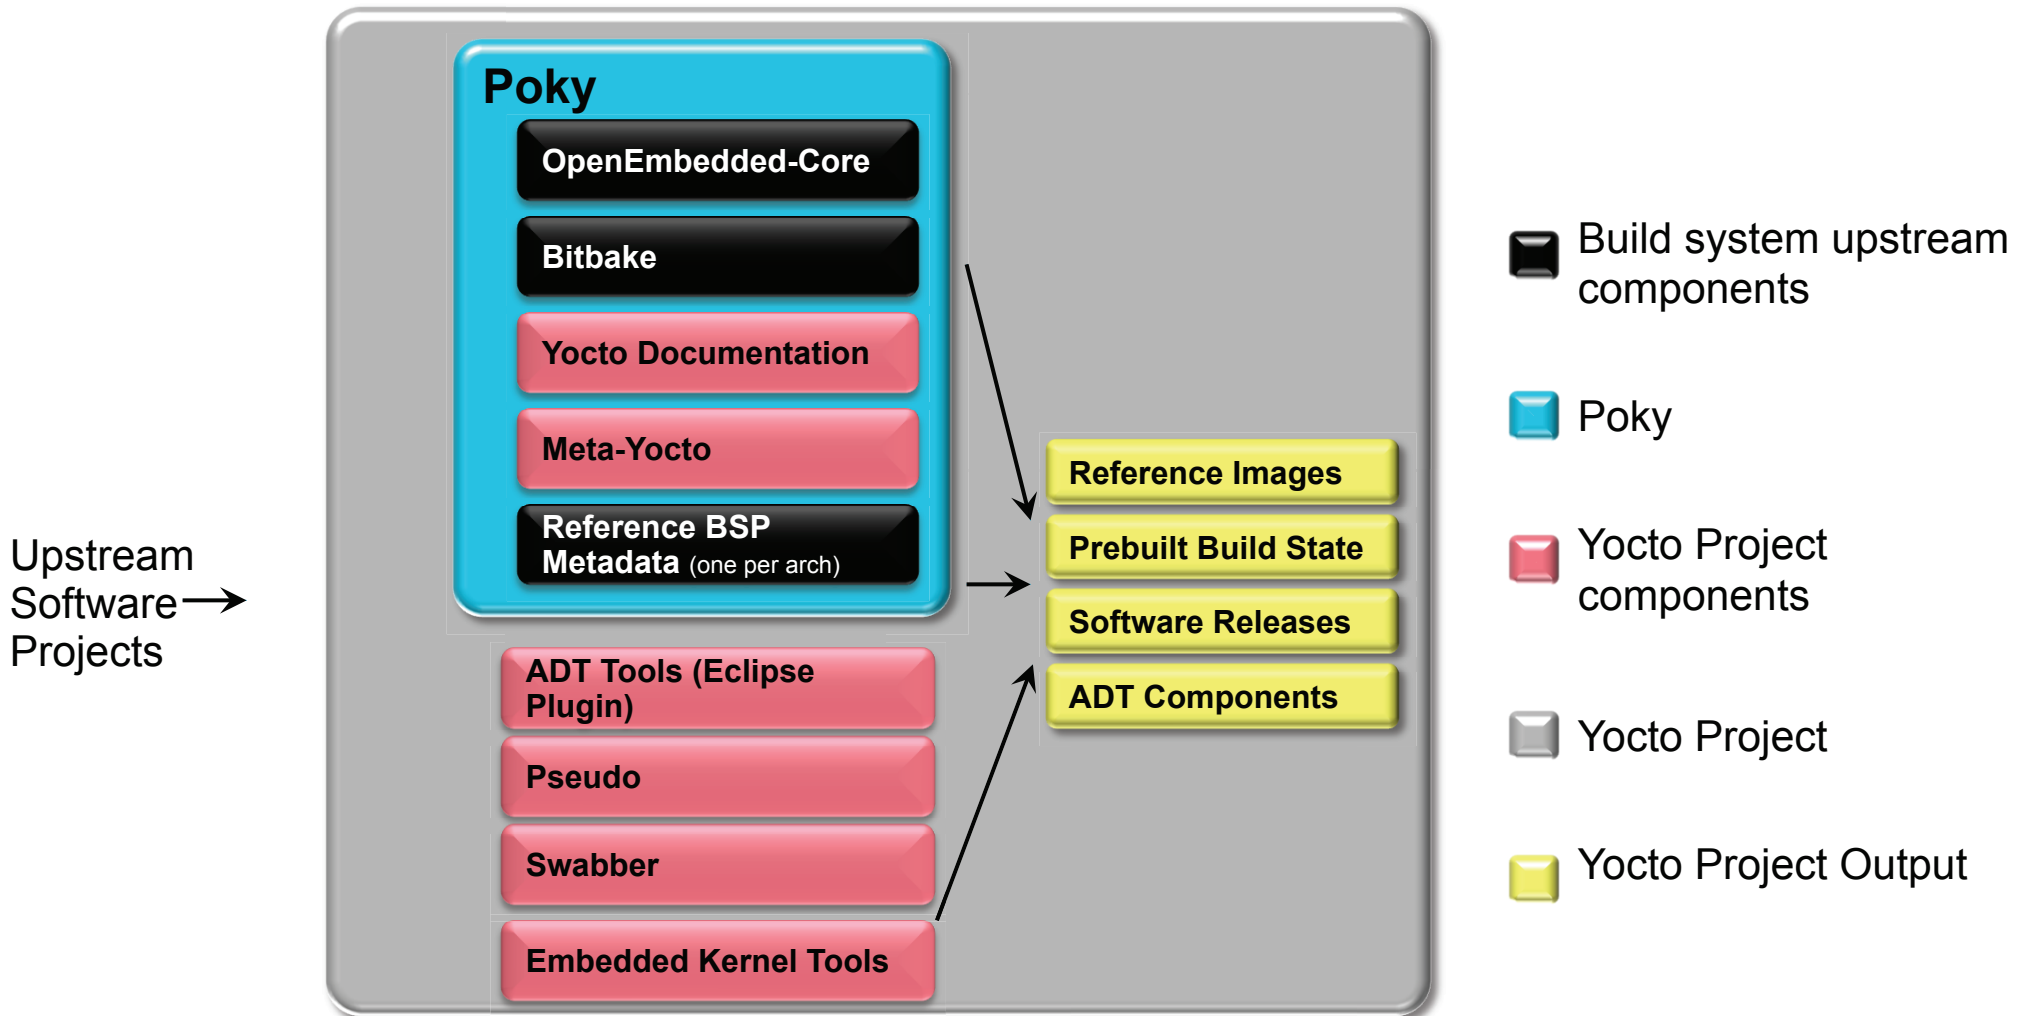 Upstream
Software
Projects
Poky
OpenEmbedded-Core
Bitbake
Yocto Documentation
Meta-Yocto
Reference BSP
Metadata (one per arch)
ADT Tools (Eclipse
Plugin)
Pseudo
Swabber
Embedded Kernel Tools
Reference Images
Prebuilt Build State
Software Releases
ADT Components
Build system upstream
components
Poky
Yocto Project
components
Yocto Project
Yocto Project Output